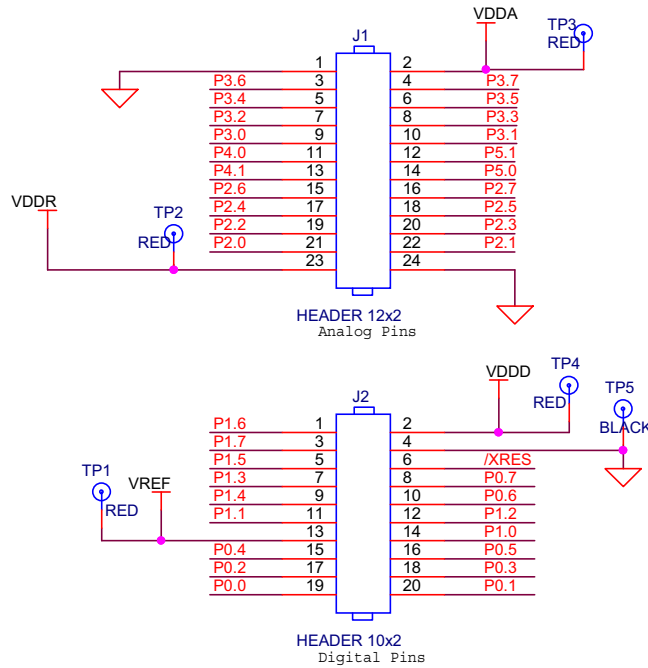 VDDA
TP3
RED
J1
1 2
P3.6 3 4 P3.7
P3.4 5 6 P3.5
P3.2 7 8 P3.3
P3.0 9 10 P3.1
P4.0 11 12 P5.1
P4.1 13 14 P5.0
P2.6 15 16 P2.7
VDDR
P2.4 17 18 P2.5
TP2
P2.2 19 20 P2.3
RED
P2.0 21 22 P2.1
23 24
HEADER 12x2
Analog Pins
VDDD
TP4
RED
TP5
BLACK
J2
P1.6 1 2
P1.7 3 4
P1.5 5 6 /XRES
TP1
RED
VREF
P1.3 7 8 P0.7
P1.4 9 10 P0.6
P1.1 11 12 P1.2
13 14 P1.0
P0.4 15 16 P0.5
P0.2 17 18 P0.3
P0.0 19 20 P0.1
HEADER 10x2
Digital Pins